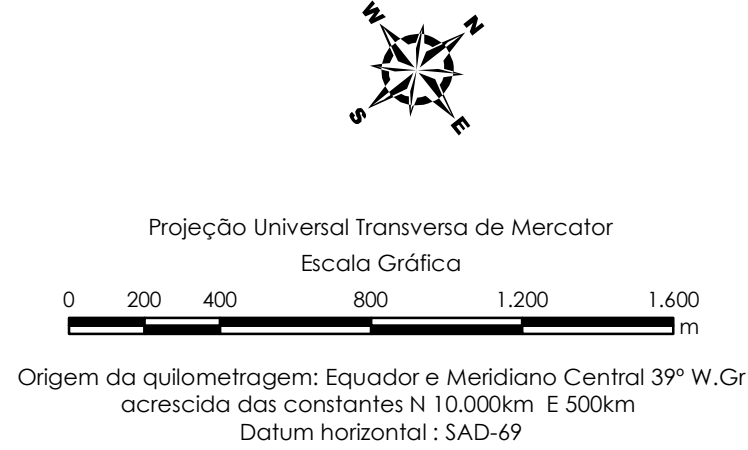 W N
S E
Projeção Universal Transversa de Mercator
Escala Gráfica
0 200 400 800 1.200 1.600
m
Origem da quilometragem: Equador e Meridiano Central 39º W.Gr
acrescida das constantes N 10.000km E 500km
Datum horizontal : SAD-69